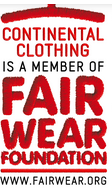 CONTINENTAL
CLOTHING
IS A MEMBER OF
FAIR
WEAR
FOUNDATION
WWW.FAIRWEAR.ORG